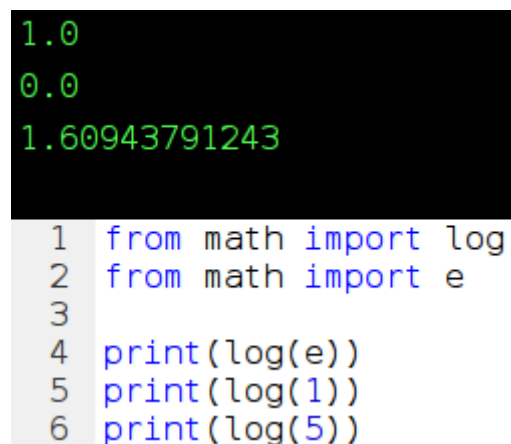 1.0
0.0
1.60943791243
1 from math import log
2 from math import e
3
4 print(log(e))
5 print(log(1))
6 print(log(5))